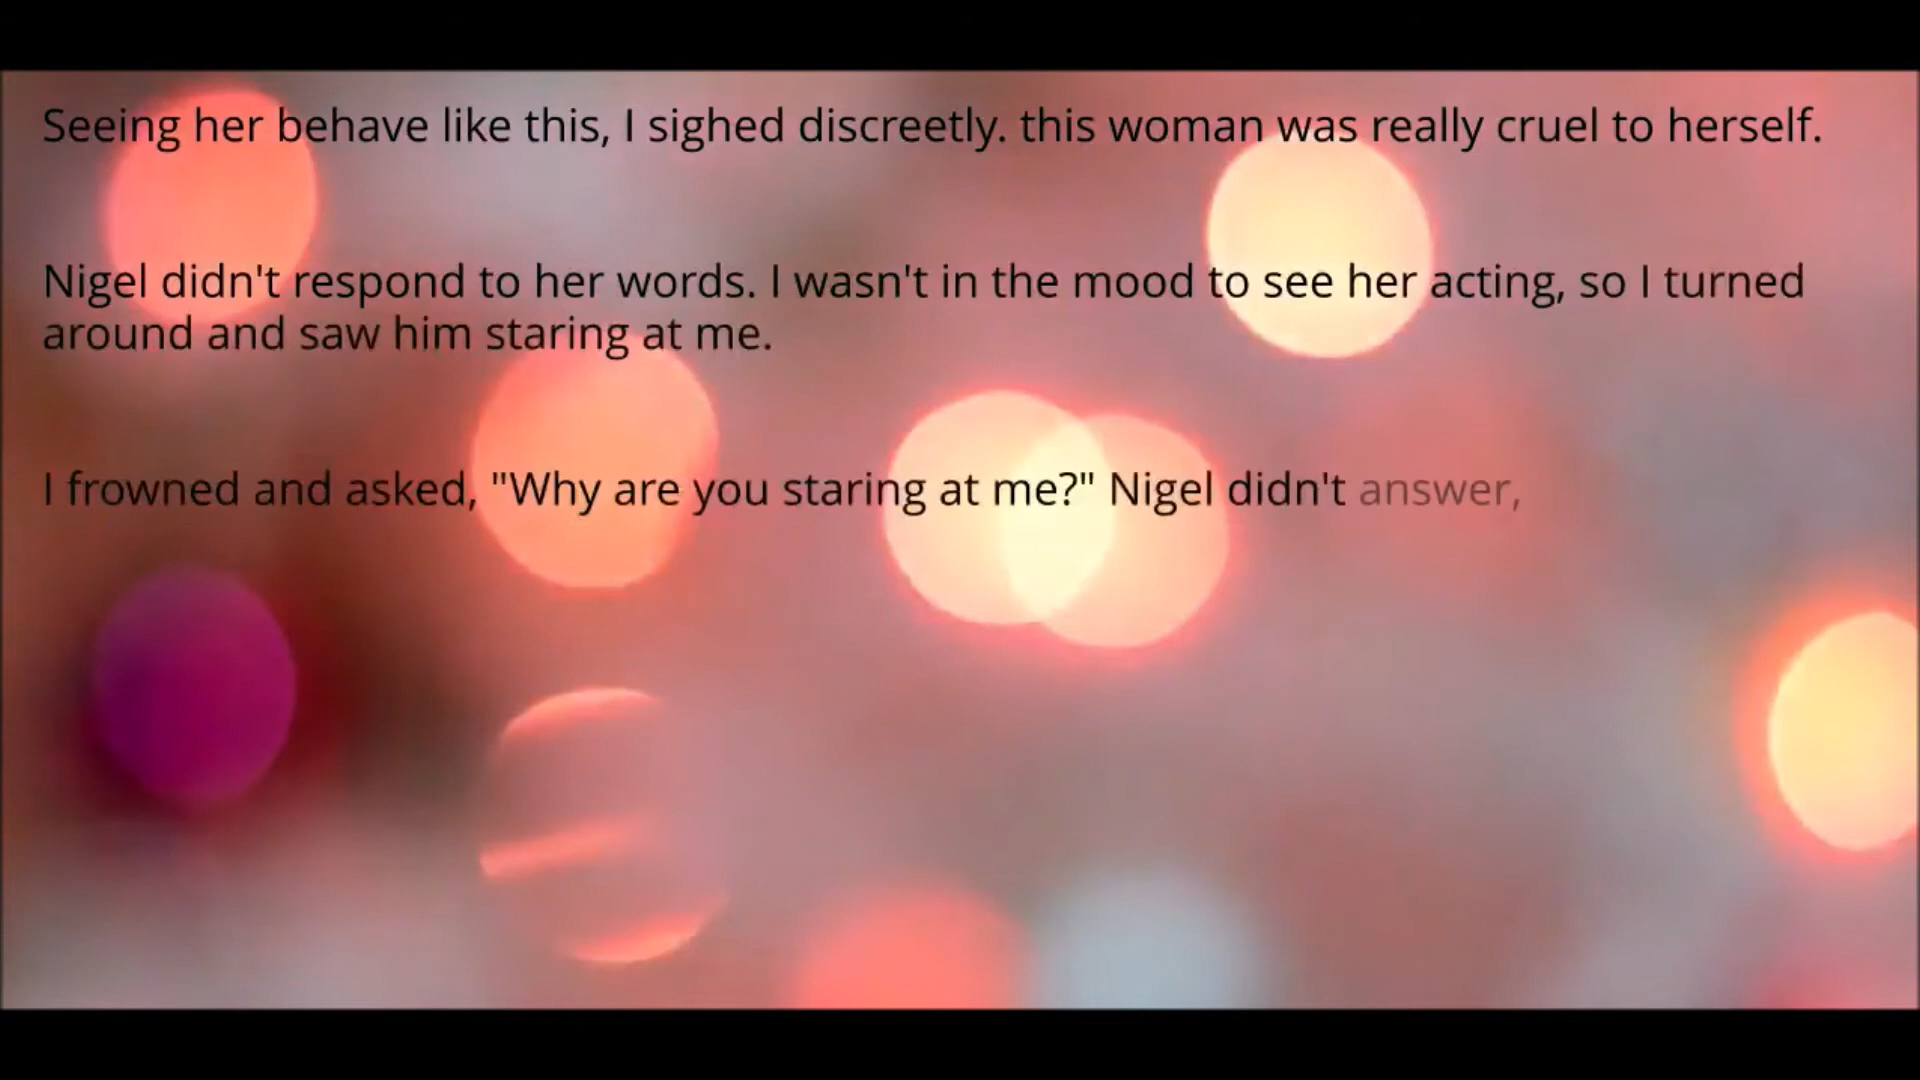 Seeing her behave like this, I sighed discreetly. this woman was really cruel to herself.
Nigel didn't respond to her words. I wasn't in the mood to see her acting, so I turned
around and saw him staring at me.
I frowned and asked, "Why are you staring at me?" Nigel didn't answer,